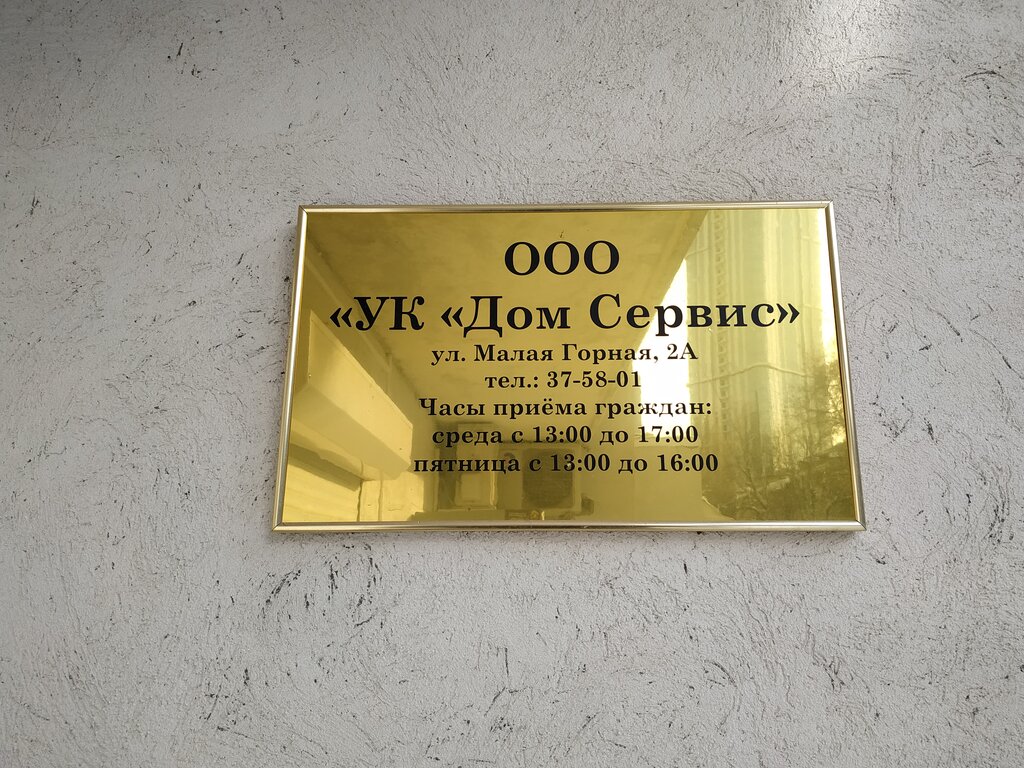 ООО
«УК «Дом Сервис»
ул. Малая Горная, 2А
тел.: 37-58-01
Часы приёма граждан:
среда с 13:00 до 17:00
пятница с 13:00 до 16:00